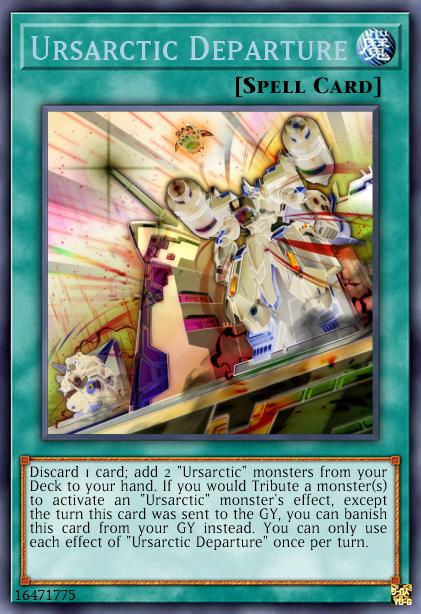 Ursarctic Departure
魔
[Spell Card]
Discard 1 card; add 2 "Ursarctic" monsters from your
Deck to your hand. If you would Tribute a monster(s)
to activate an "Ursarctic" monster's effect, except
the turn this card was sent to the GY, you can banish
this card from your GY instead. You can only use
each effect of "Ursarctic Departure" once per turn.
16471775